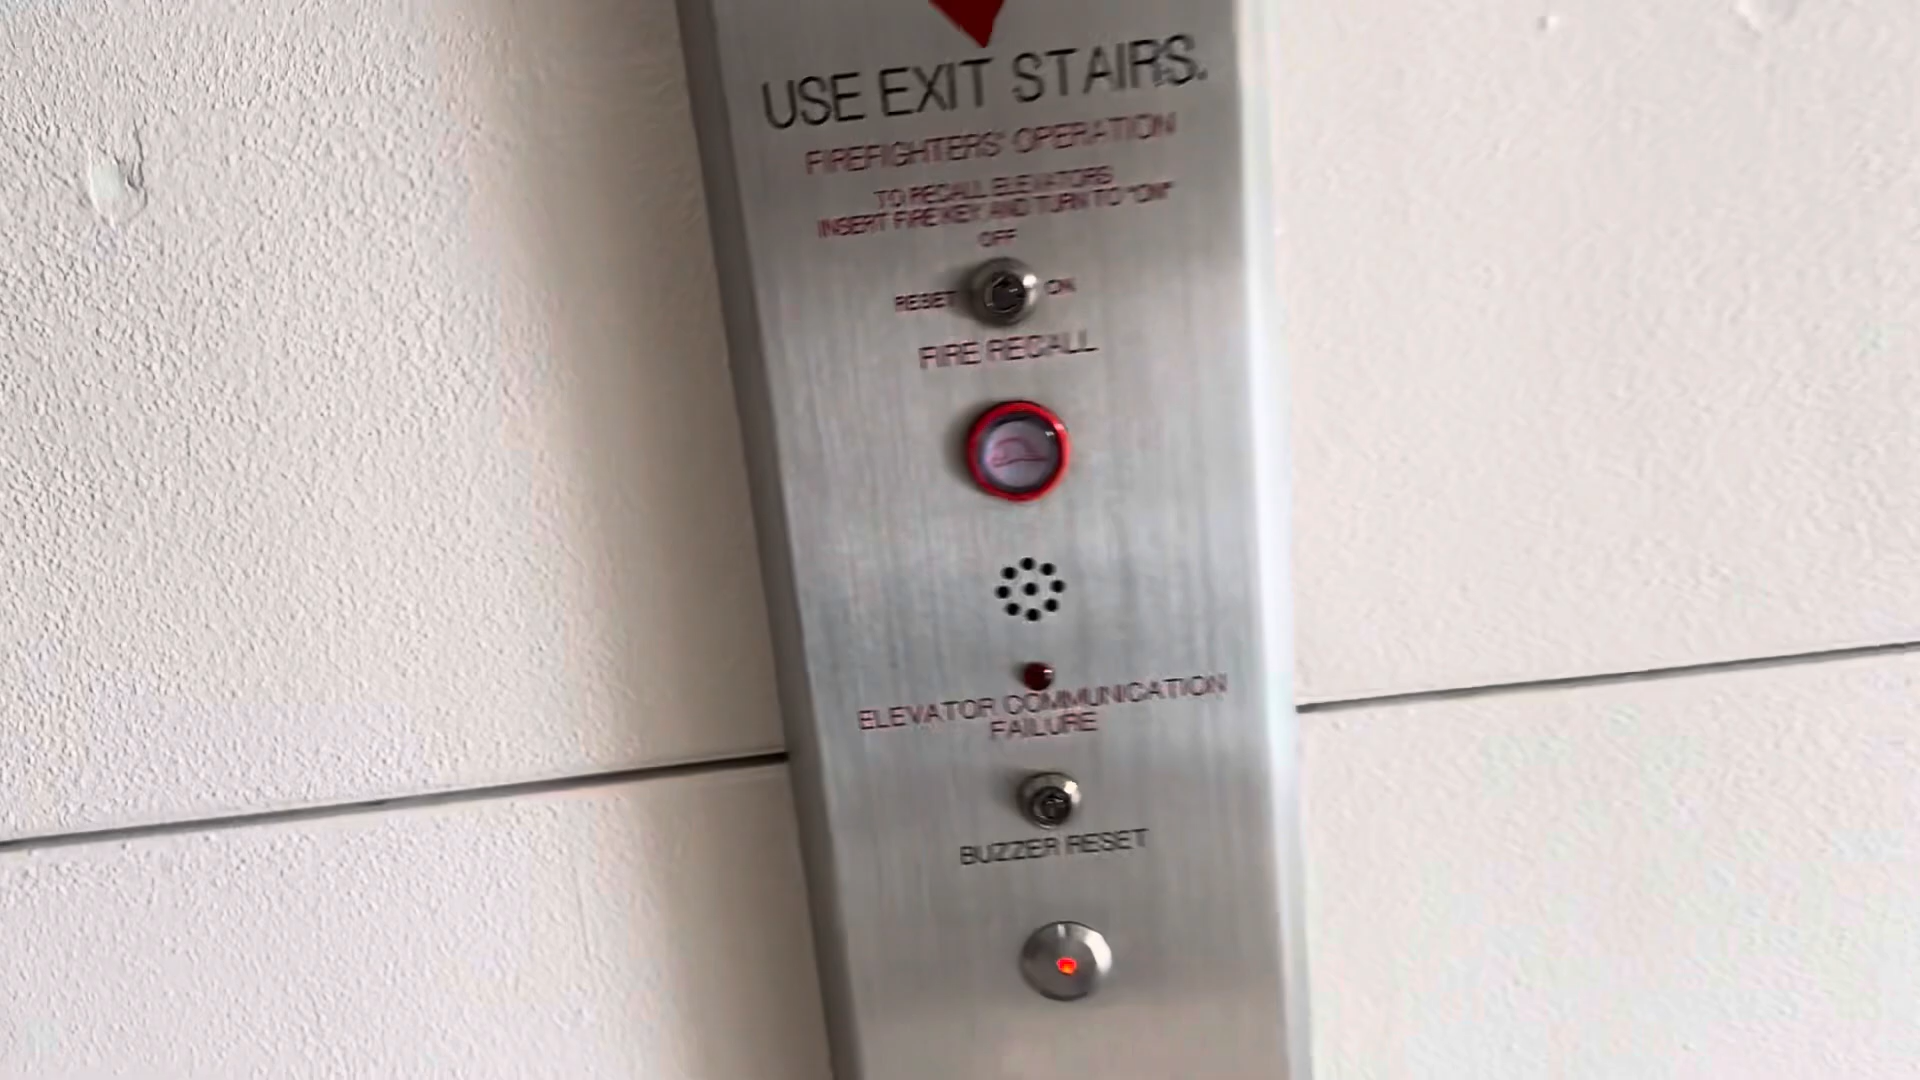 USE EXIT STAIRS.
FIREFIGHTERS' OPERATION
TO RECALL ELEVATORS
INSERT FIRE KEY AND TURN TO "ON"
OFF
RESET ON
FIRE RECALL
ELEVATOR COMMUNICATION
FAILURE
BUZZER RESET